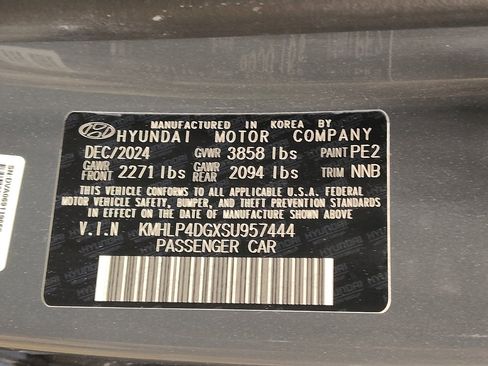 MANUFACTURED IN KOREA BY
HYUNDAI MOTOR COMPANY
DEC/2024 GVWR 3858 lbs PAINT PE2
GAWR FRONT 2271 lbs GAWR REAR 2094 lbs TRIM NNB
THIS VEHICLE CONFORMS TO ALL APPLICABLE U.S.A. FEDERAL
MOTOR VEHICLE SAFETY, BUMPER, AND THEFT PREVENTION
STANDARDS IN EFFECT ON THE DATE OF MANUFACTURE SHOWN ABOVE.
V.I.N KMHLP4DGXSU957444
PASSENGER CAR